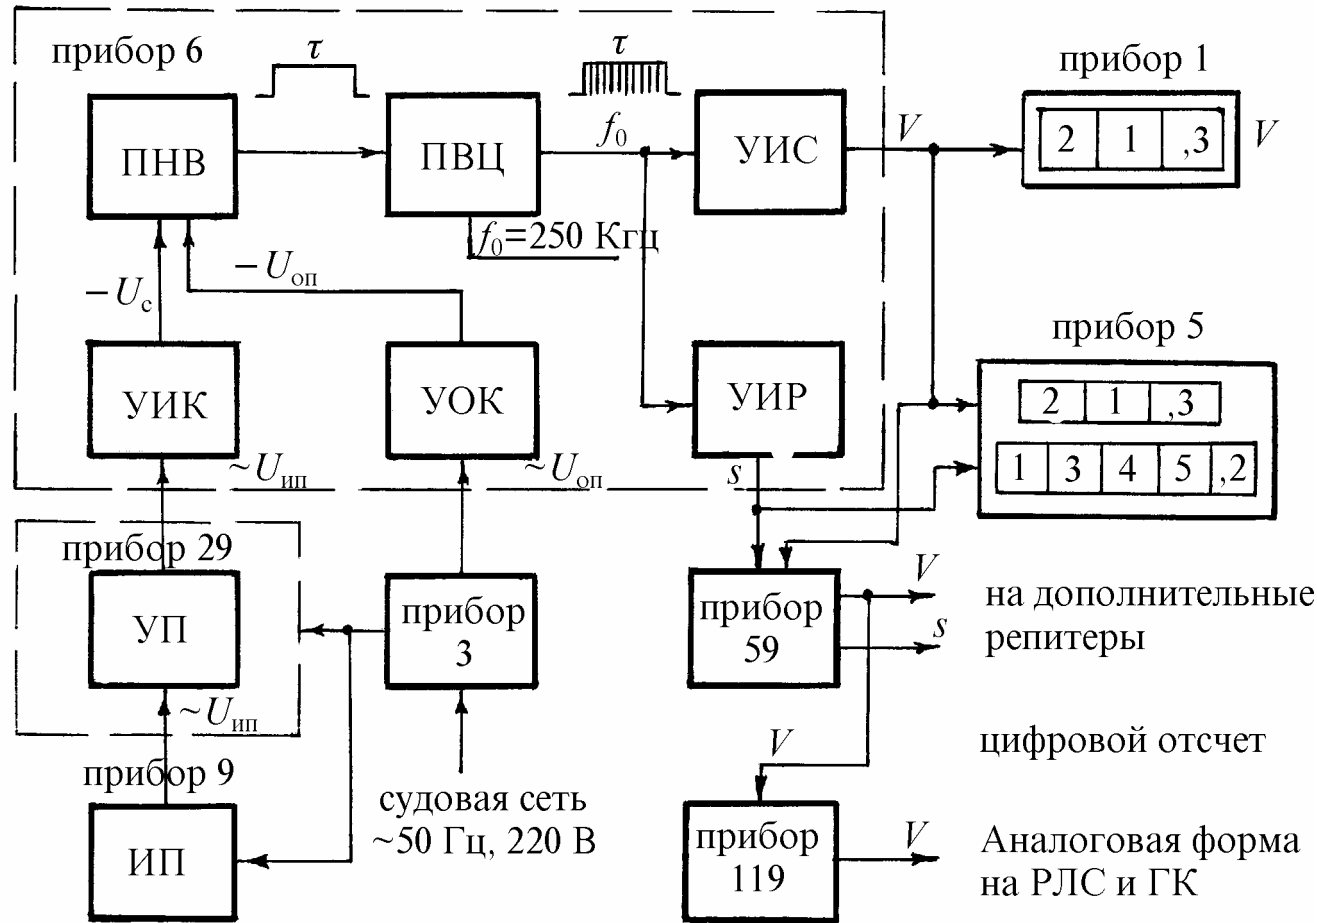 прибор 6
τ
τ
прибор 1
ПНВ
ПВЦ
f₀
УИС
V
2 1 ,3
V
f₀=250 Кгц
−Uс
−Uоп
прибор 5
УИК
УОК
УИР
2 1 ,3
1 3 4 5 ,2
~Uип
~Uоп
s
прибор 29
УП
прибор
3
прибор
59
V
s
на дополнительные
репитеры
~Uип
прибор 9
ИП
судовая сеть
~50 Гц, 220 В
V
цифровой отсчет
прибор
119
V
Аналоговая форма
на РЛС и ГК